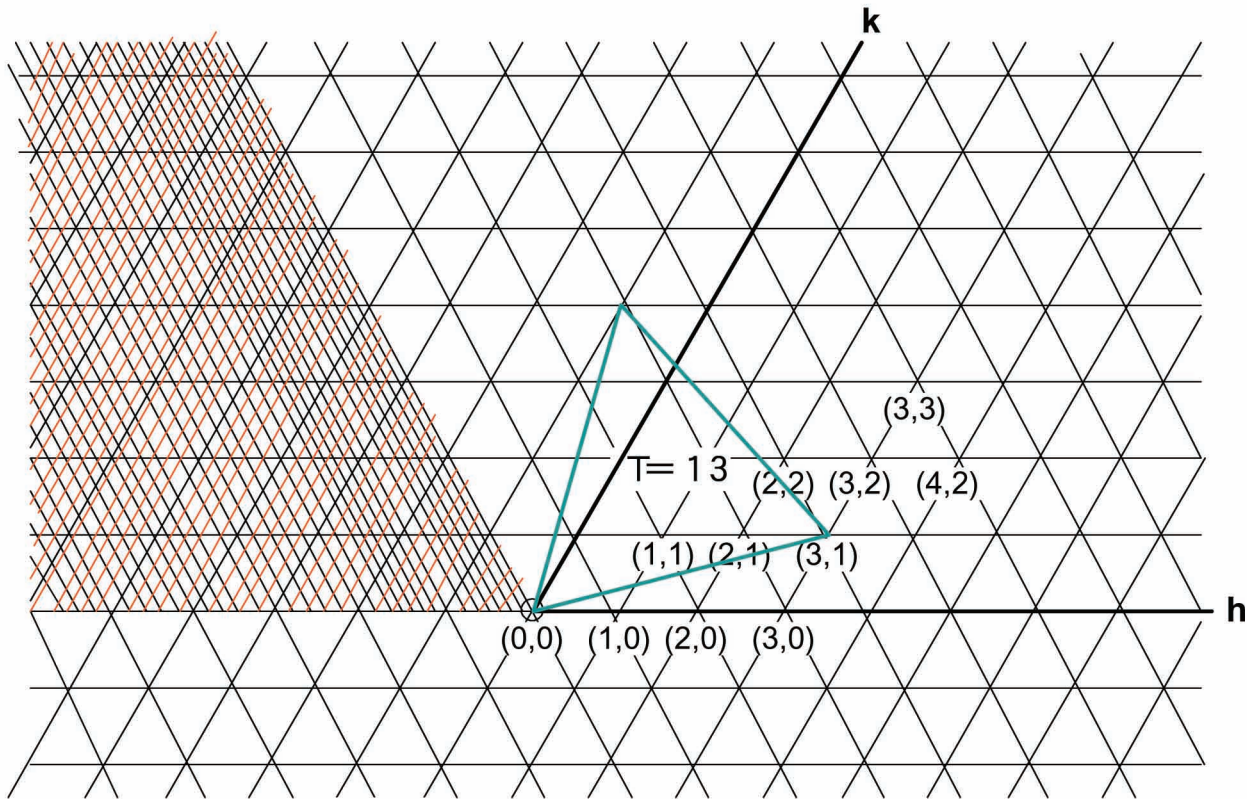 k
(3,3)
T= 13 (2,2) (3,2) (4,2)
(1,1) (2,1) (3,1)
h
(0,0) (1,0) (2,0) (3,0)